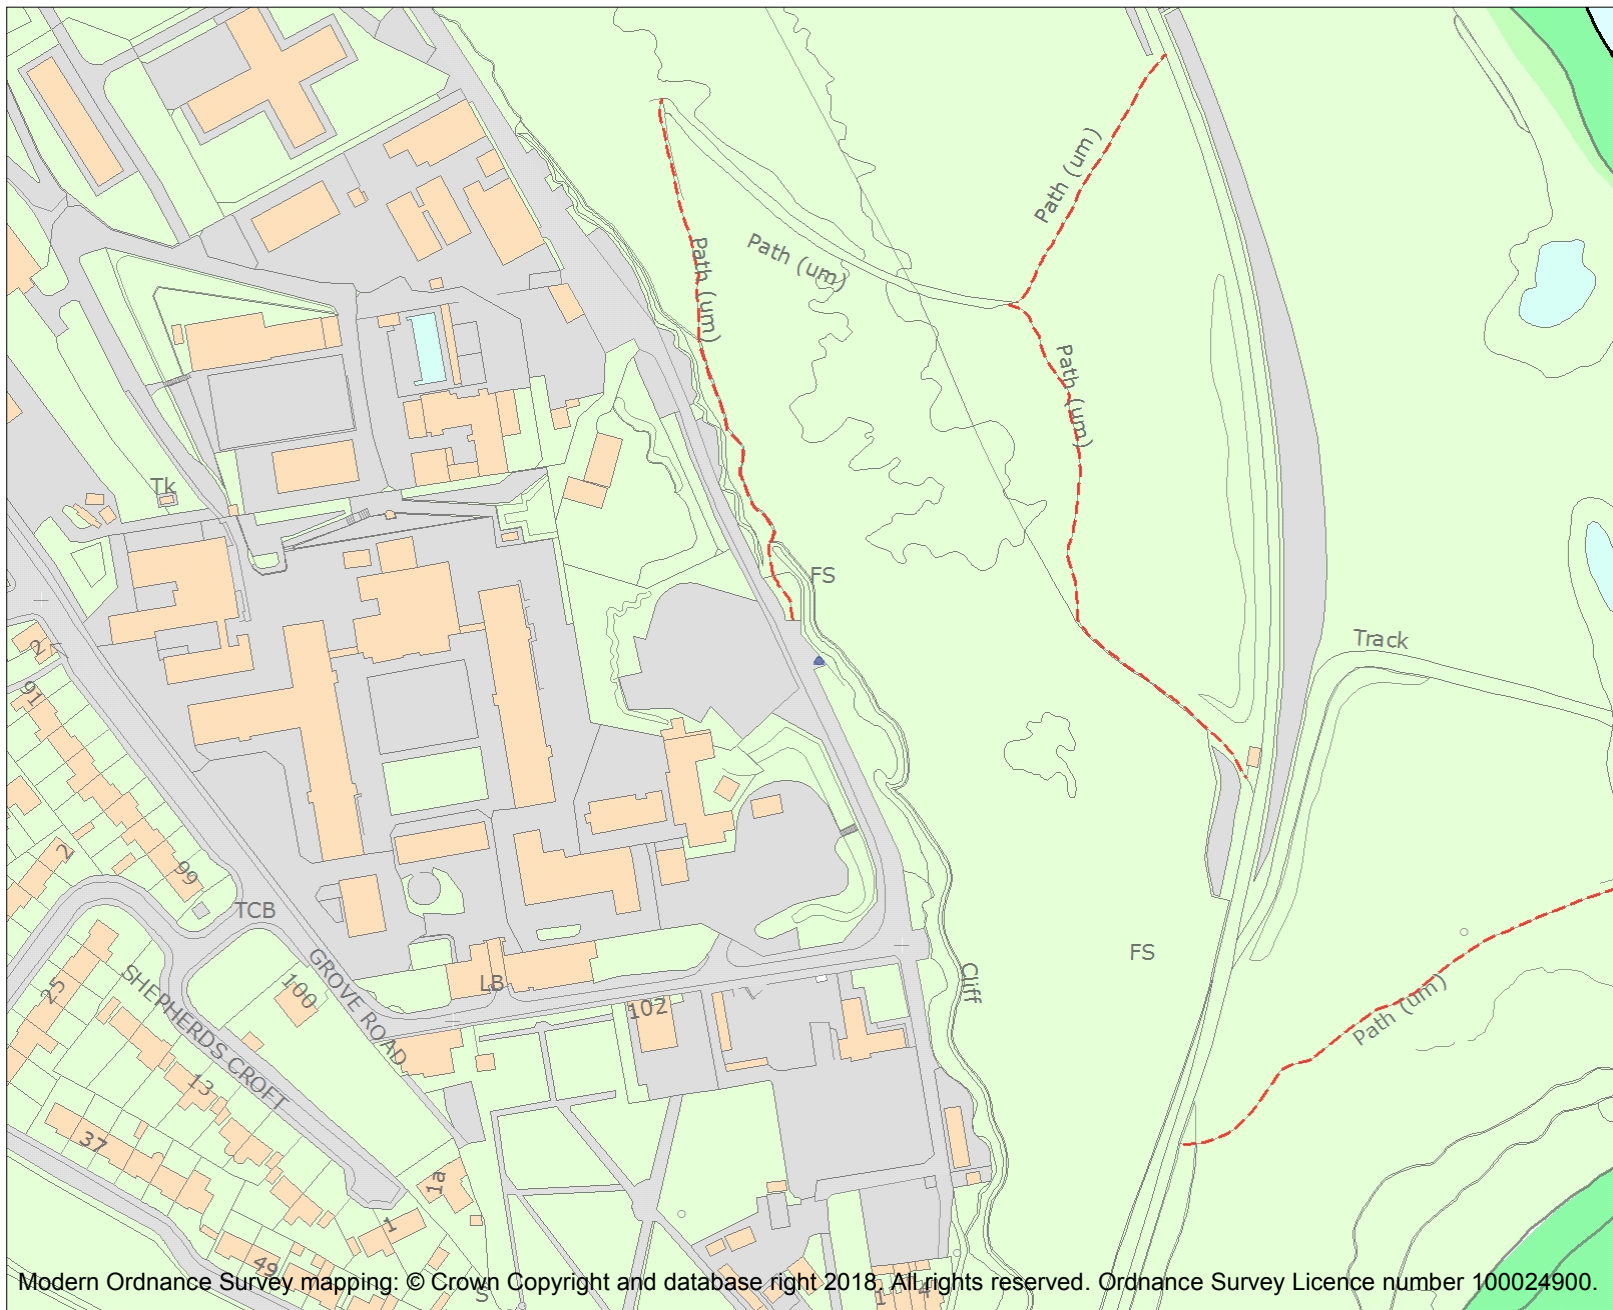 Path (um)
Path (um)
Path (um)
Path (um)
Tk
FS
Track
2
91
2
99
TCB
GROVE ROAD
SHEPHERDS CROFT
25
100
LB
102
Cliff
FS
Path (um)
13
37
1a
1
49
S
1
4
Modern Ordnance Survey mapping: © Crown Copyright and database right 2018. All rights reserved. Ordnance Survey Licence number 100024900.